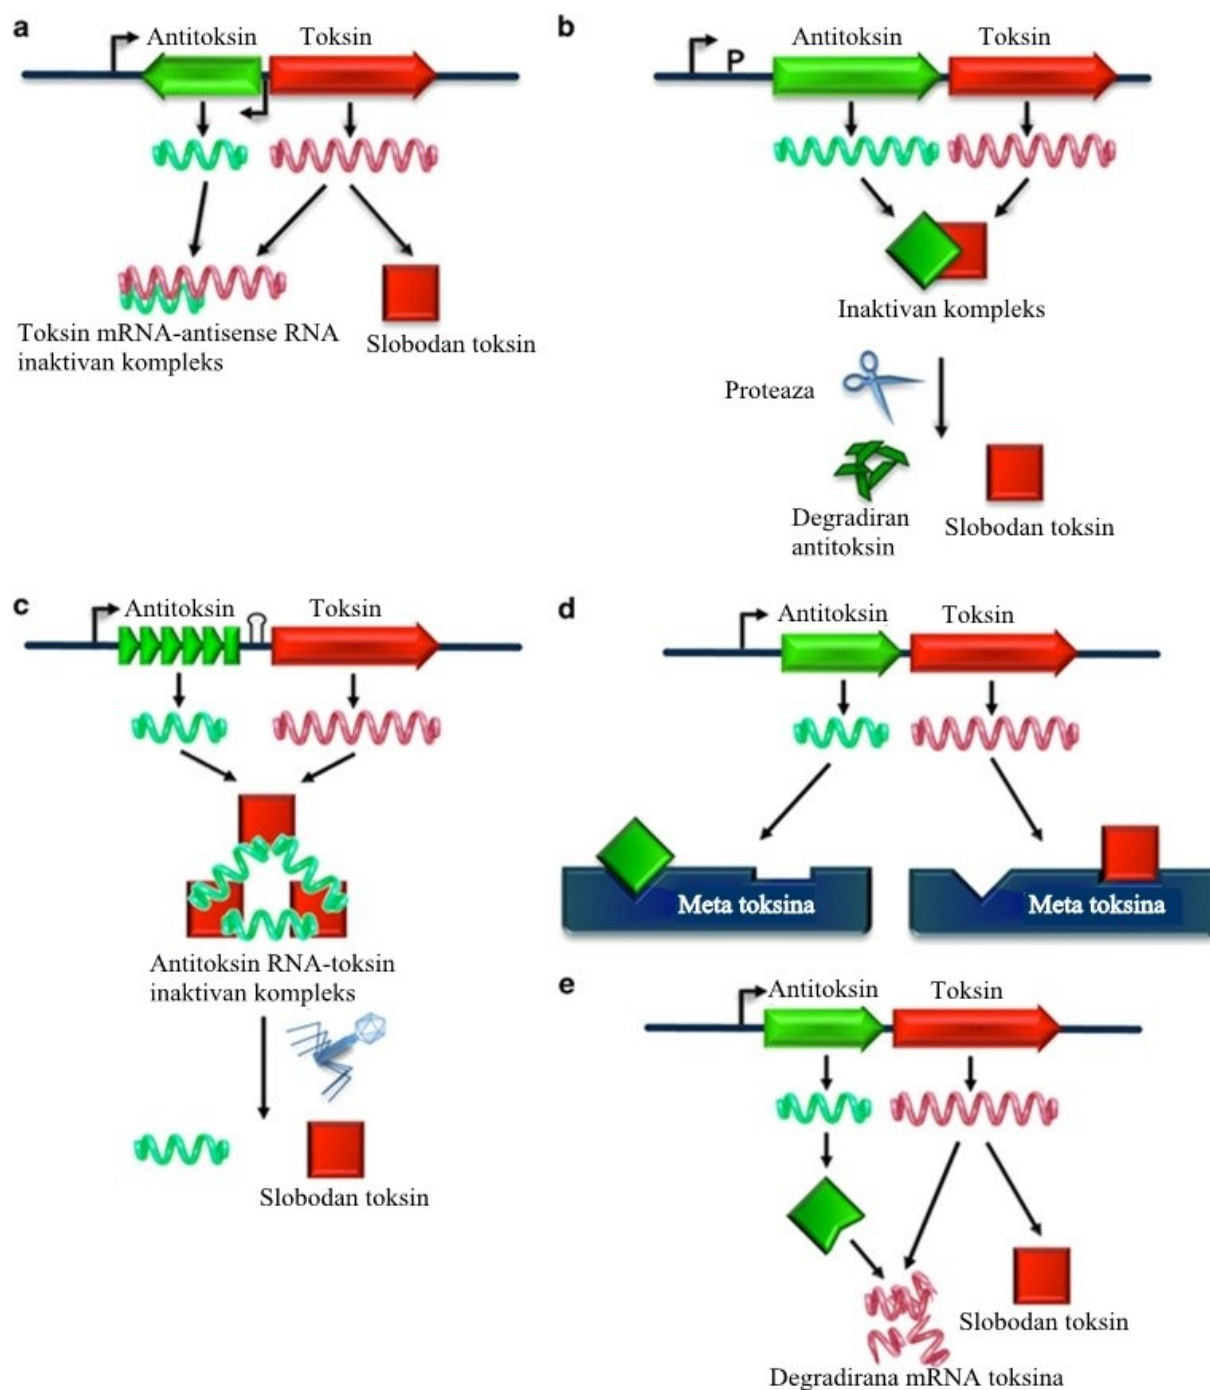 a
Antitoksin Toksin
Toksin mRNA-antisense RNA
inaktivan kompleks
Slobodan toksin
b
P
Antitoksin Toksin
Inaktivan kompleks
Proteaza
Degradiran
antitoksin
Slobodan toksin
c
Antitoksin Toksin
Antitoksin RNA-toksin
inaktivan kompleks
Slobodan toksin
d
Antitoksin Toksin
Meta toksina Meta toksina
e
Antitoksin Toksin
Slobodan toksin
Degradirana mRNA toksina